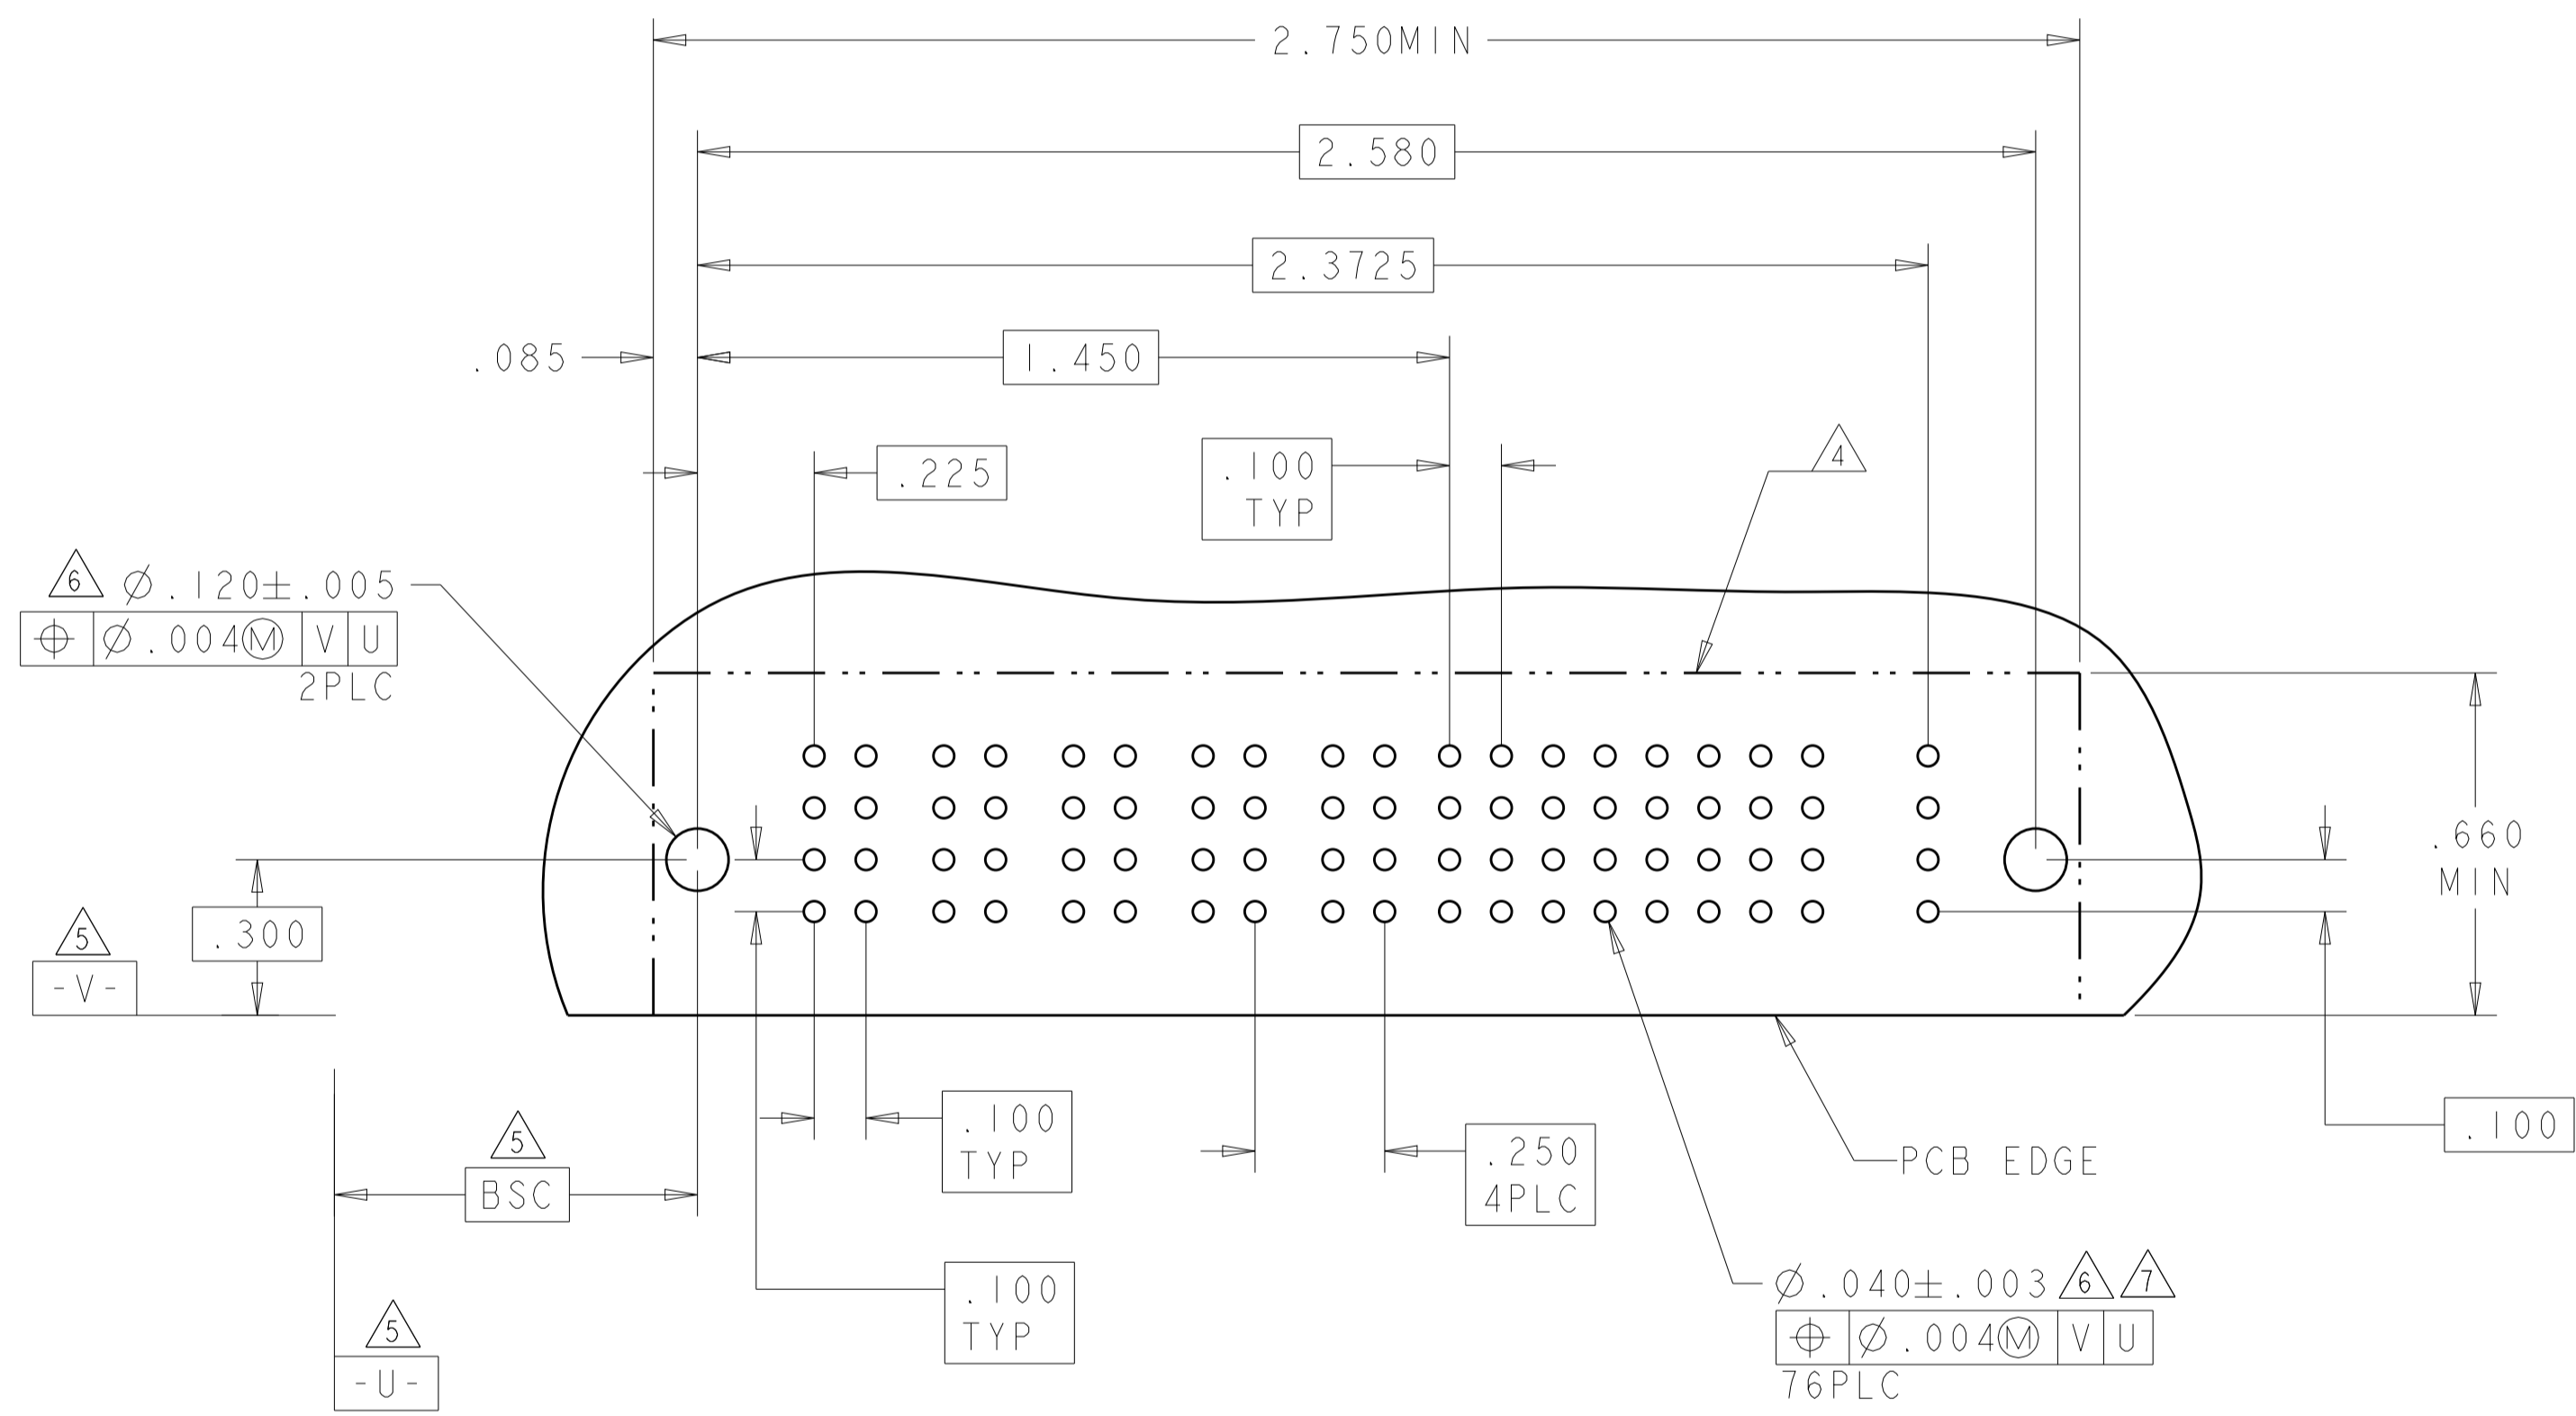 2.750MIN
2.580
2.3725
.085
1.450
.225
.100
TYP
4
6 Ø.120±.005
⌖ Ø.004Ⓜ V U
2PLC
.660
MIN
.300
5
-V-
.100
TYP
5
BSC
.250
4PLC
PCB EDGE
.100
.100
TYP
Ø.040±.003 6 7
⌖ Ø.004Ⓜ V U
76PLC
5
-U-